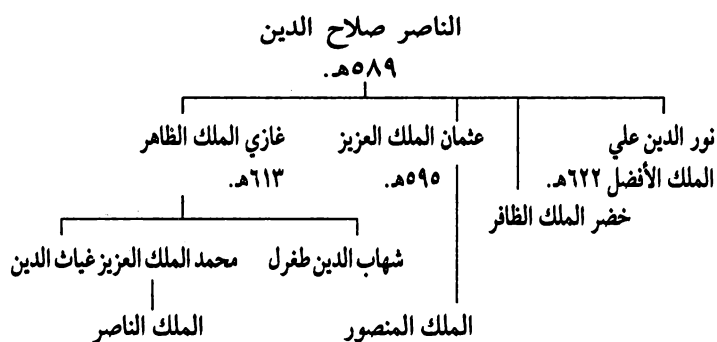 الناصر صلاح الدين
٥٨٩هـ.
نور الدين علي
الملك الأفضل ٦٢٢هـ.
خضر الملك الظافر
عثمان الملك العزيز
٥٩٥هـ.
غازي الملك الظاهر
٦١٣هـ.
شهاب الدين طغرل
محمد الملك العزيز غياث الدين
الملك المنصور
الملك الناصر